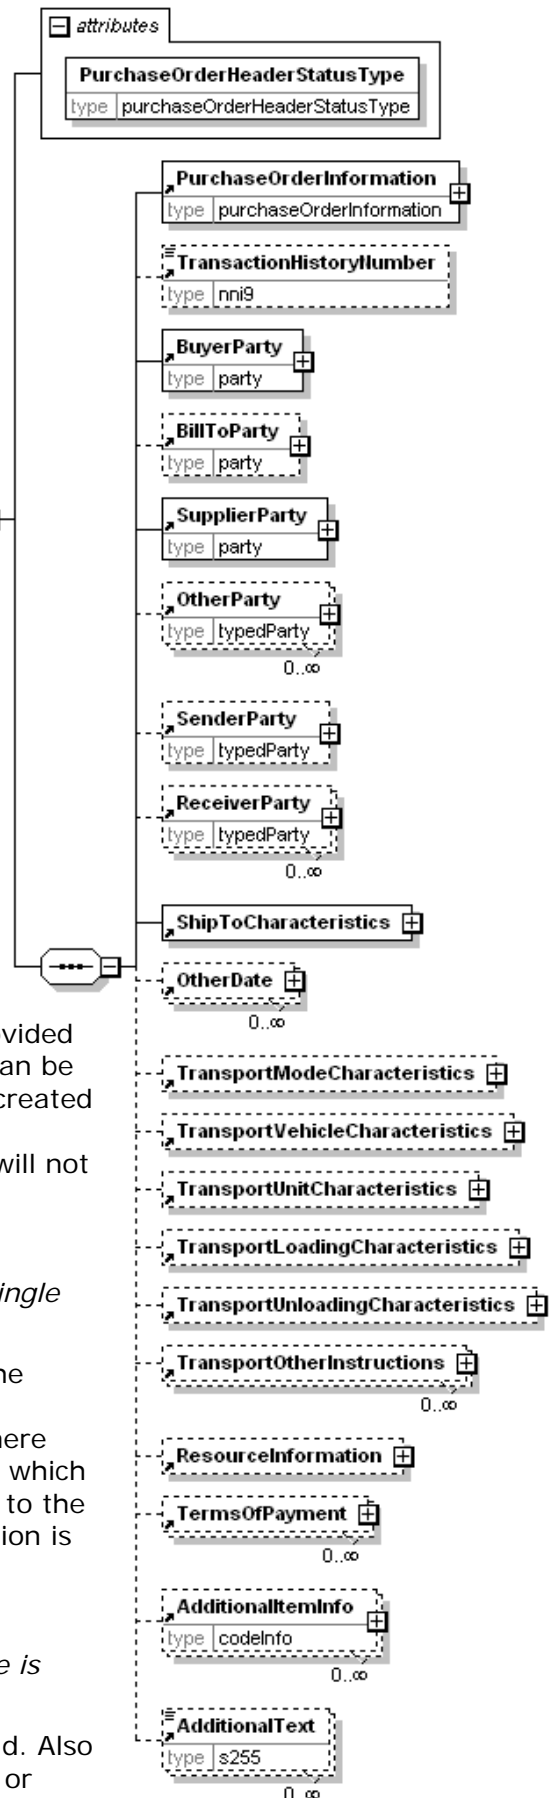 attributes
PurchaseOrderHeaderStatusType
type purchaseOrderHeaderStatusType
PurchaseOrderInformation
type purchaseOrderInformation
TransactionHistoryNumber
type nni9
BuyerParty
type party
BillToParty
type party
SupplierParty
type party
OtherParty
type typedParty
0..∞
SenderParty
type typedParty
ReceiverParty
type typedParty
0..∞
ShipToCharacteristics
OtherDate
0..∞
TransportModeCharacteristics
TransportVehicleCharacteristics
TransportUnitCharacteristics
TransportLoadingCharacteristics
TransportUnloadingCharacteristics
TransportOtherInstructions
0..∞
ResourceInformation
TermsOfPayment
0..∞
AdditionalItemInfo
type codeInfo
0..∞
AdditionalText
type s255
0..∞
ovided
an be
created
will not
ingle
ne
here
which
to the
ion is
e is
d. Also
or